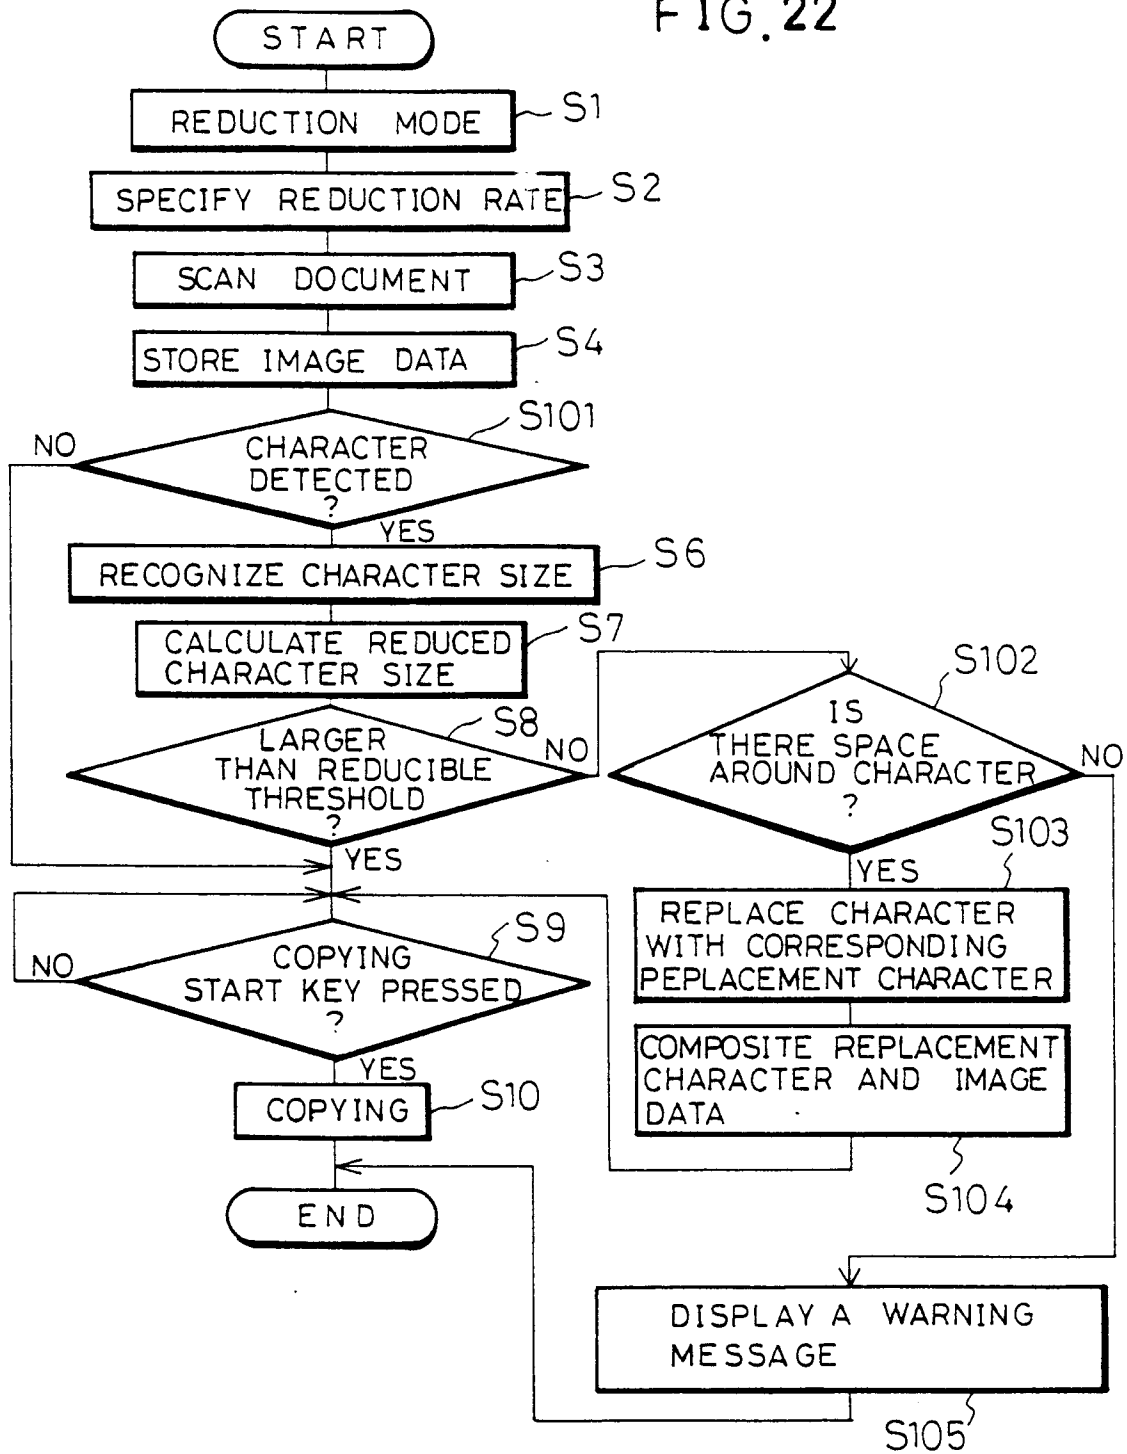 FIG. 22
START
REDUCTION MODE
S1
SPECIFY REDUCTION RATE
S2
SCAN DOCUMENT
S3
STORE IMAGE DATA
S4
S101
NO
CHARACTER
DETECTED
?
YES
RECOGNIZE CHARACTER SIZE
S6
CALCULATE REDUCED
CHARACTER SIZE
S7
S8
LARGER
THAN REDUCIBLE
THRESHOLD
?
NO
YES
S102
IS
THERE SPACE
AROUND CHARACTER
?
NO
YES
S103
REPLACE CHARACTER
WITH CORRESPONDING
PEPLACEMENT CHARACTER
COMPOSITE REPLACEMENT
CHARACTER AND IMAGE
DATA
S104
S9
NO
COPYING
START KEY PRESSED
?
YES
COPYING
S10
END
DISPLAY A WARNING
MESSAGE
S105